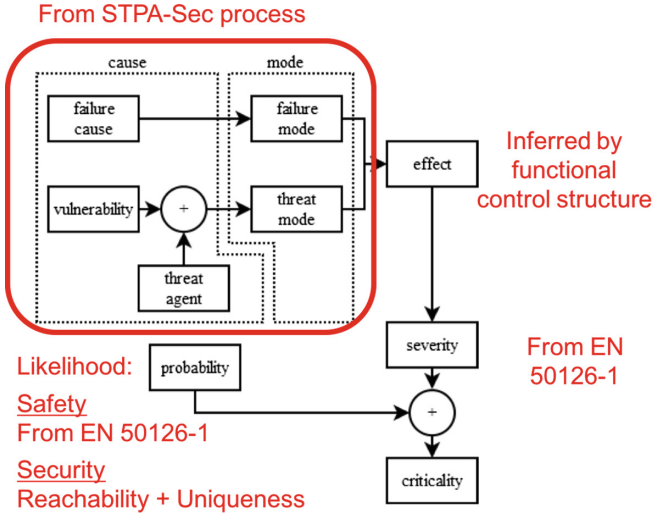 From STPA-Sec process
cause
mode
failure
cause
failure
mode
effect
Inferred by
functional
control structure
vulnerability
+
threat
mode
threat
agent
Likelihood:
probability
severity
From EN
50126-1
Safety
From EN 50126-1
+
Security
Reachability + Uniqueness
criticality